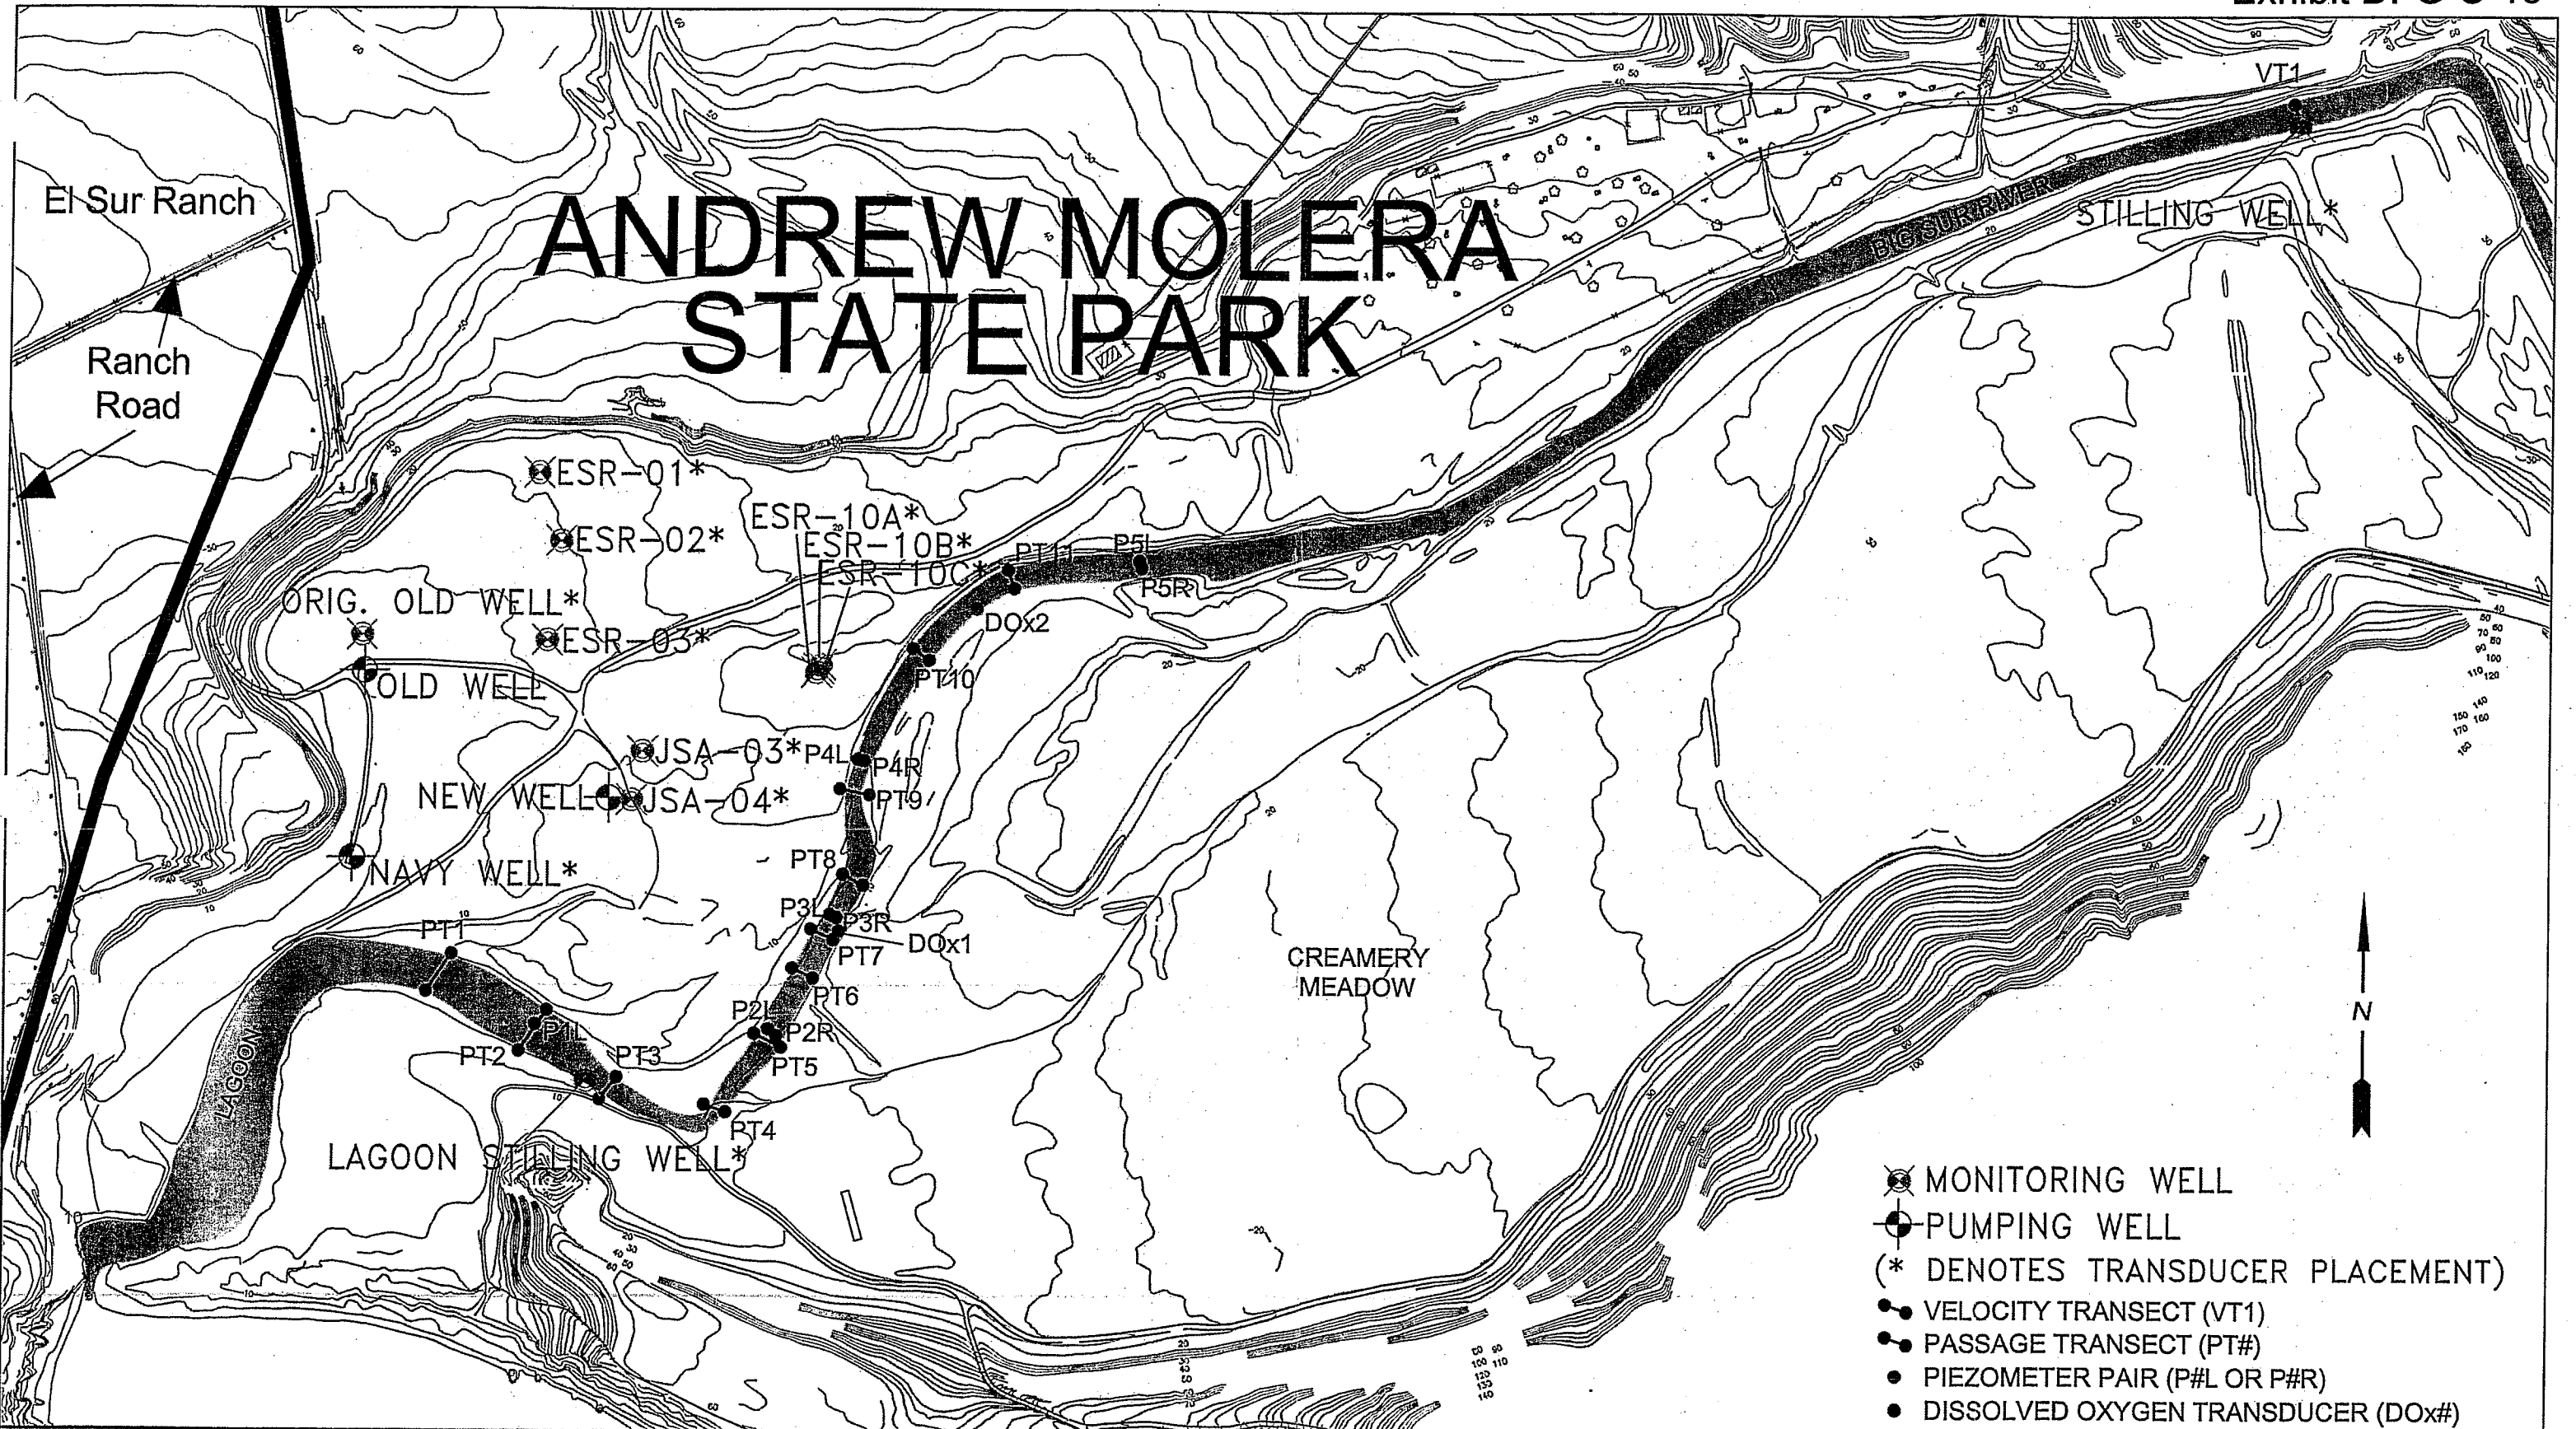 VT1
El Sur Ranch
ANDREW MOLERA
STATE PARK
BIG SUR RIVER
STILLING WELL*
Ranch
Road
ESR-01*
ESR-02*
ESR-10A*
ESR-10B*
ESR-10C*
PT11
P5L
P5R
DOx2
ORIG. OLD WELL*
ESR-03*
OLD WELL
PT10
JSA-03*
P4L
P4R
NEW WELL
JSA-04*
PT9
NAVY WELL*
PT8
P3L
P3R
DOx1
PT7
PT1
CREAMERY
MEADOW
PT6
P2L
P2R
P1L
PT2
PT3
PT5
LAGOON
PT4
LAGOON STILLING WELL*
N
MONITORING WELL
PUMPING WELL
(* DENOTES TRANSDUCER PLACEMENT)
VELOCITY TRANSECT (VT1)
PASSAGE TRANSECT (PT#)
PIEZOMETER PAIR (P#L OR P#R)
DISSOLVED OXYGEN TRANSDUCER (DOx#)